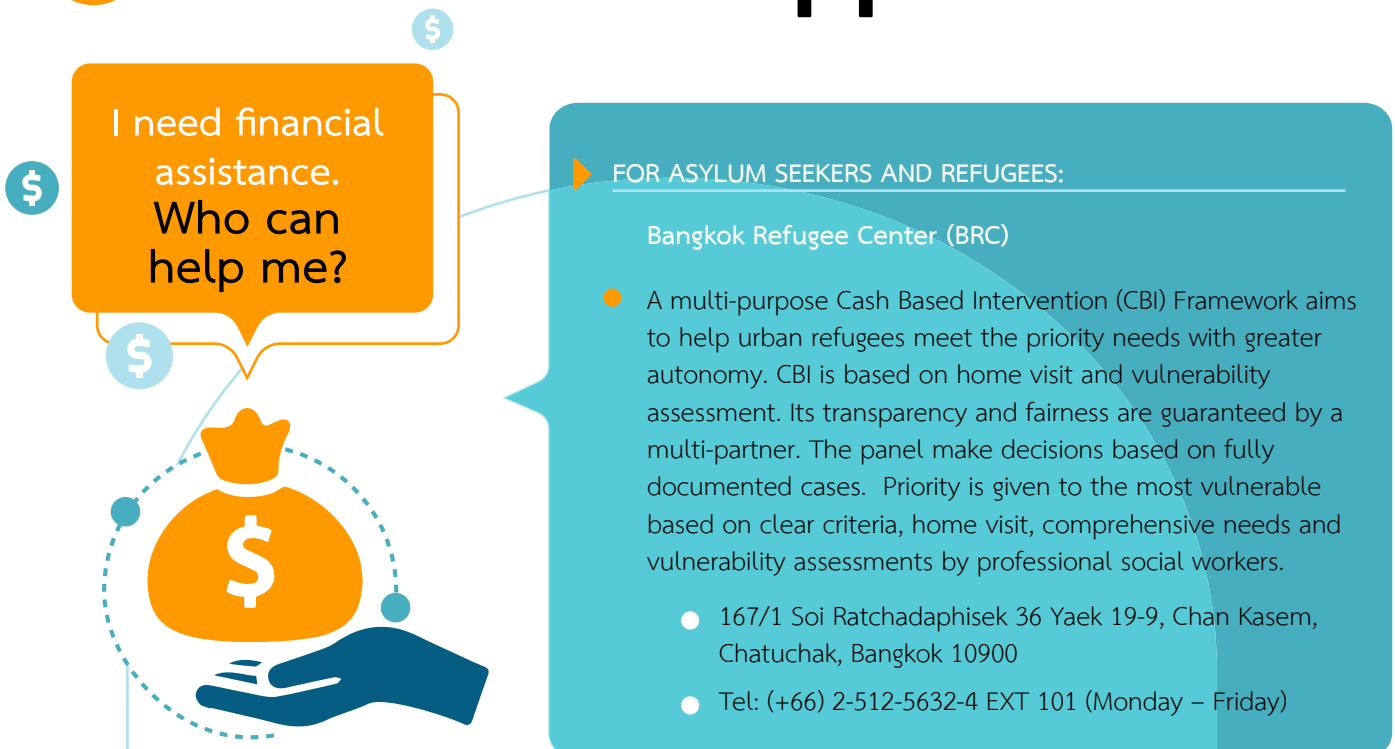 $
I need financial
assistance.
Who can
help me?
$
$
$
FOR ASYLUM SEEKERS AND REFUGEES:
Bangkok Refugee Center (BRC)
A multi-purpose Cash Based Intervention (CBI) Framework aims
to help urban refugees meet the priority needs with greater
autonomy. CBI is based on home visit and vulnerability
assessment. Its transparency and fairness are guaranteed by a
multi-partner. The panel make decisions based on fully
documented cases.  Priority is given to the most vulnerable
based on clear criteria, home visit, comprehensive needs and
vulnerability assessments by professional social workers.
167/1 Soi Ratchadaphisek 36 Yaek 19-9, Chan Kasem,
Chatuchak, Bangkok 10900
Tel: (+66) 2-512-5632-4 EXT 101 (Monday – Friday)